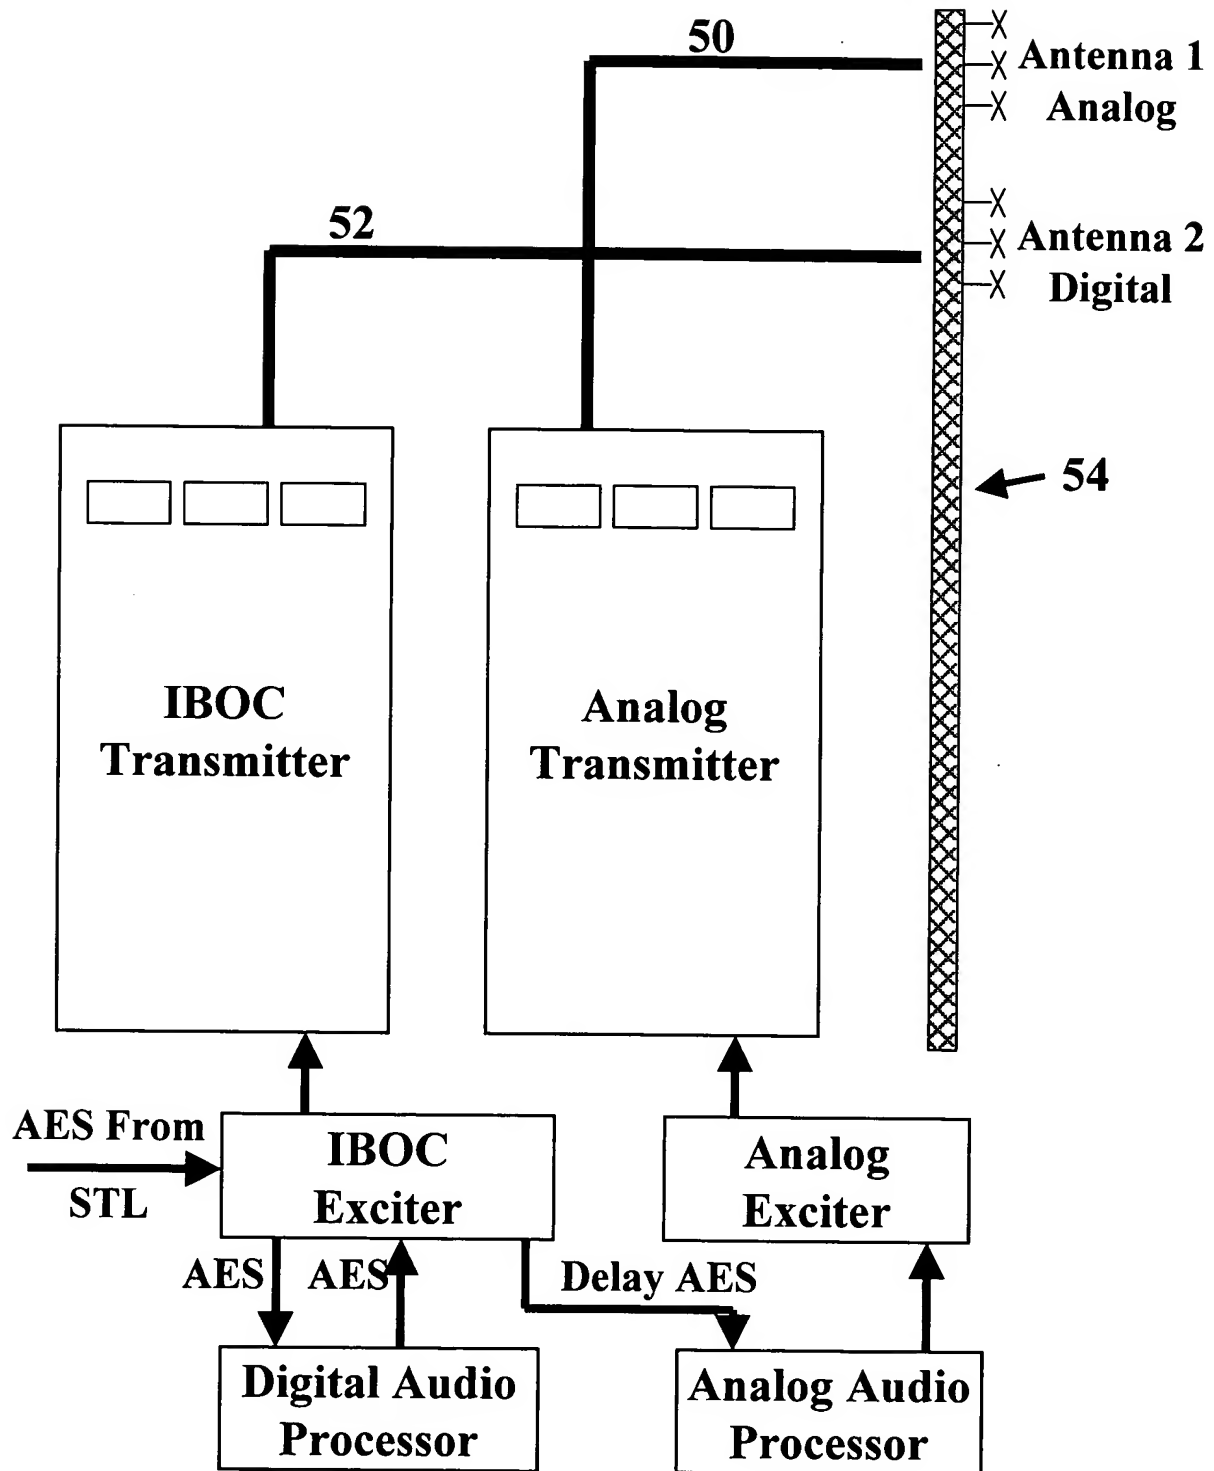 50
Antenna 1
Analog
52
Antenna 2
Digital
54
IBOC
Transmitter
Analog
Transmitter
AES From
STL
IBOC
Exciter
Analog
Exciter
AES
AES
Delay AES
Digital Audio
Processor
Analog Audio
Processor